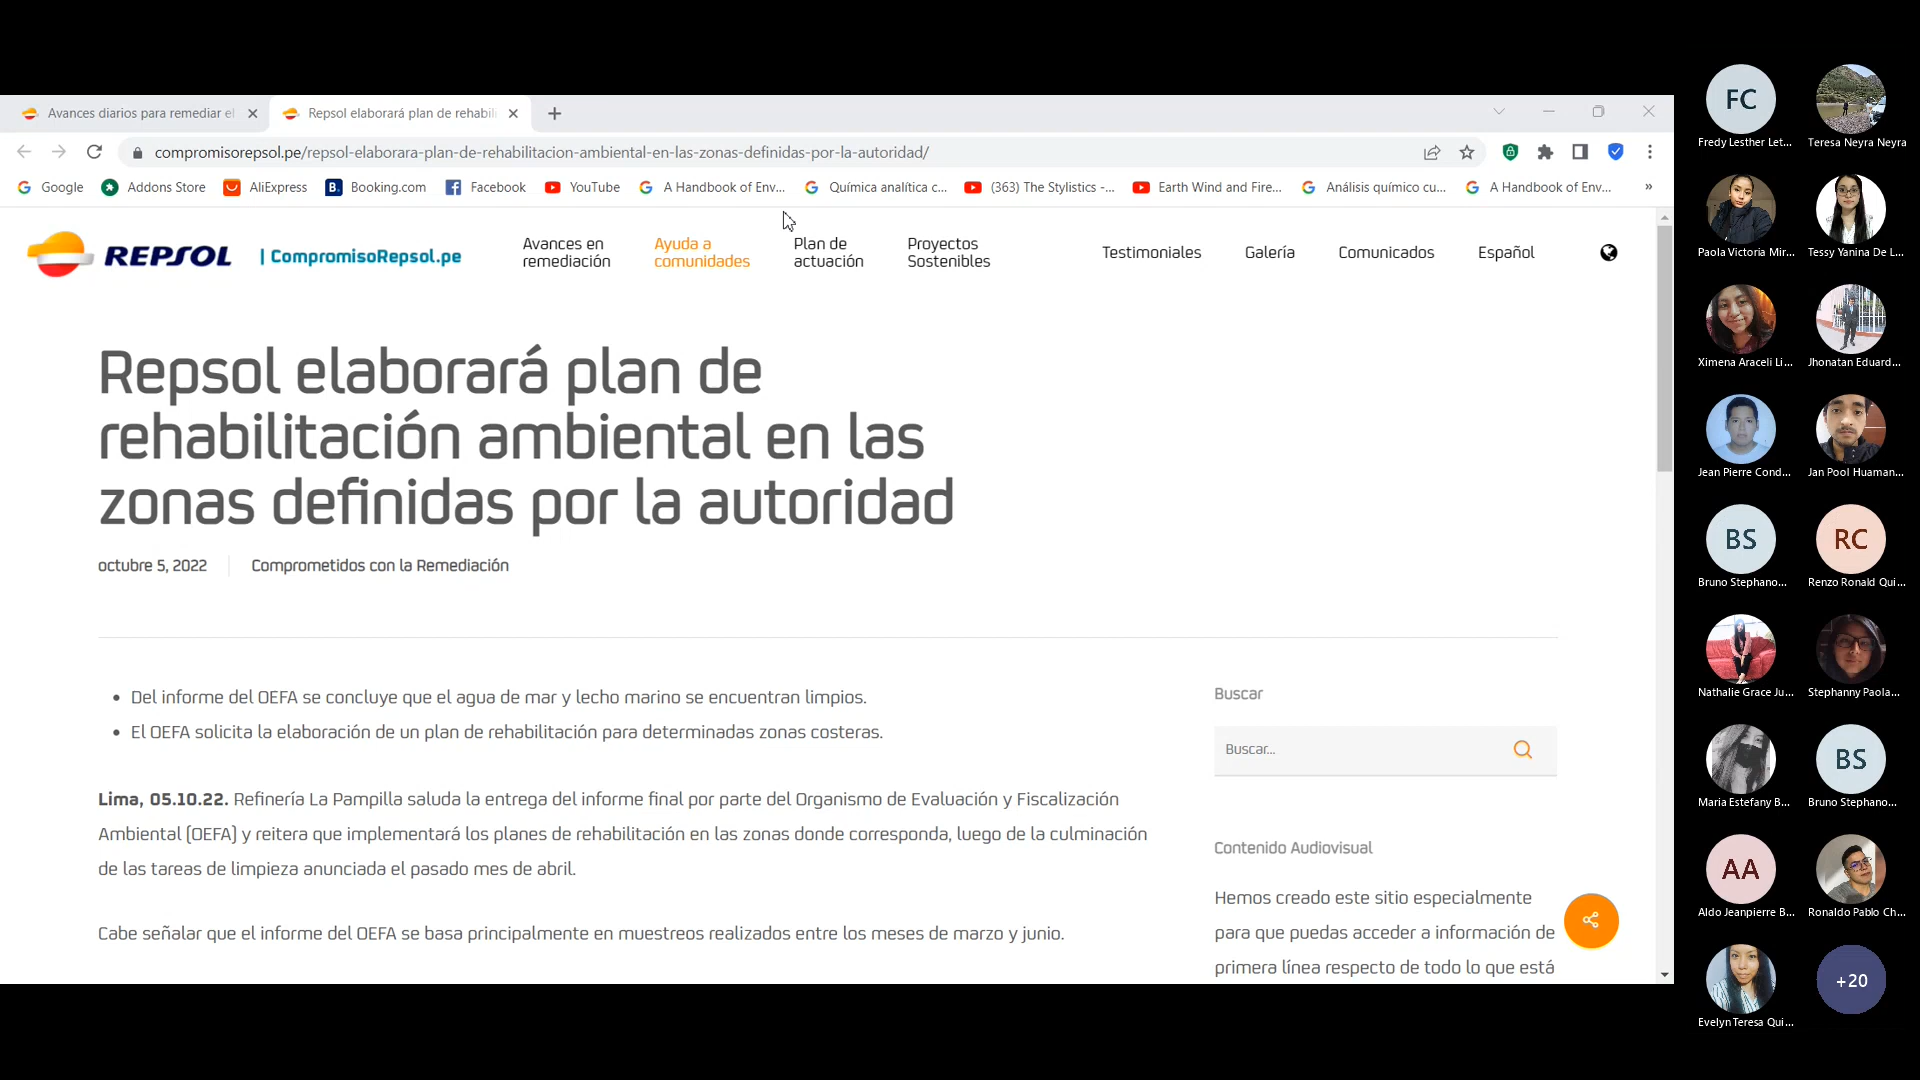 Avances diarios para remediar el
Repsol elaborará plan de rehabili
compromisorepsol.pe/repsol-elaborara-plan-de-rehabilitacion-ambiental-en-las-zonas-definidas-por-la-autoridad/
Google
Addons Store
AliExpress
B.
Booking.com
Facebook
YouTube
A Handbook of Env...
Química analítica c...
(363) The Stylistics -...
Earth Wind and Fire...
Análisis químico cu...
A Handbook of Env...
»
REPSOL
| CompromisoRepsol.pe
Avances en
remediación
Ayuda a
comunidades
Plan de
actuación
Proyectos
Sostenibles
Testimoniales
Galería
Comunicados
Español
Repsol elaborará plan de
rehabilitación ambiental en las
zonas definidas por la autoridad
octubre 5, 2022
Comprometidos con la Remediación
• Del informe del OEFA se concluye que el agua de mar y lecho marino se encuentran limpios.
• El OEFA solicita la elaboración de un plan de rehabilitación para determinadas zonas costeras.
Lima, 05.10.22. Refinería La Pampilla saluda la entrega del informe final por parte del Organismo de Evaluación y Fiscalización
Ambiental (OEFA) y reitera que implementará los planes de rehabilitación en las zonas donde corresponda, luego de la culminación
de las tareas de limpieza anunciada el pasado mes de abril.
Cabe señalar que el informe del OEFA se basa principalmente en muestreos realizados entre los meses de marzo y junio.
Buscar
Buscar...
Contenido Audiovisual
Hemos creado este sitio especialmente
para que puedas acceder a información de
primera línea respecto de todo lo que está
FC
Fredy Lesther Let...
Teresa Neyra Neyra
Paola Victoria Mir...
Tessy Yanina De L...
Ximena Araceli Li...
Jhonatan Eduard...
Jean Pierre Cond...
Jan Pool Huaman...
BS
Bruno Stephano...
RC
Renzo Ronald Qui...
Nathalie Grace Ju...
Stephanny Paola...
Maria Estefany B...
BS
Bruno Stephano...
AA
Aldo Jeanpierre B...
Ronaldo Pablo Ch...
Evelyn Teresa Qui...
+20